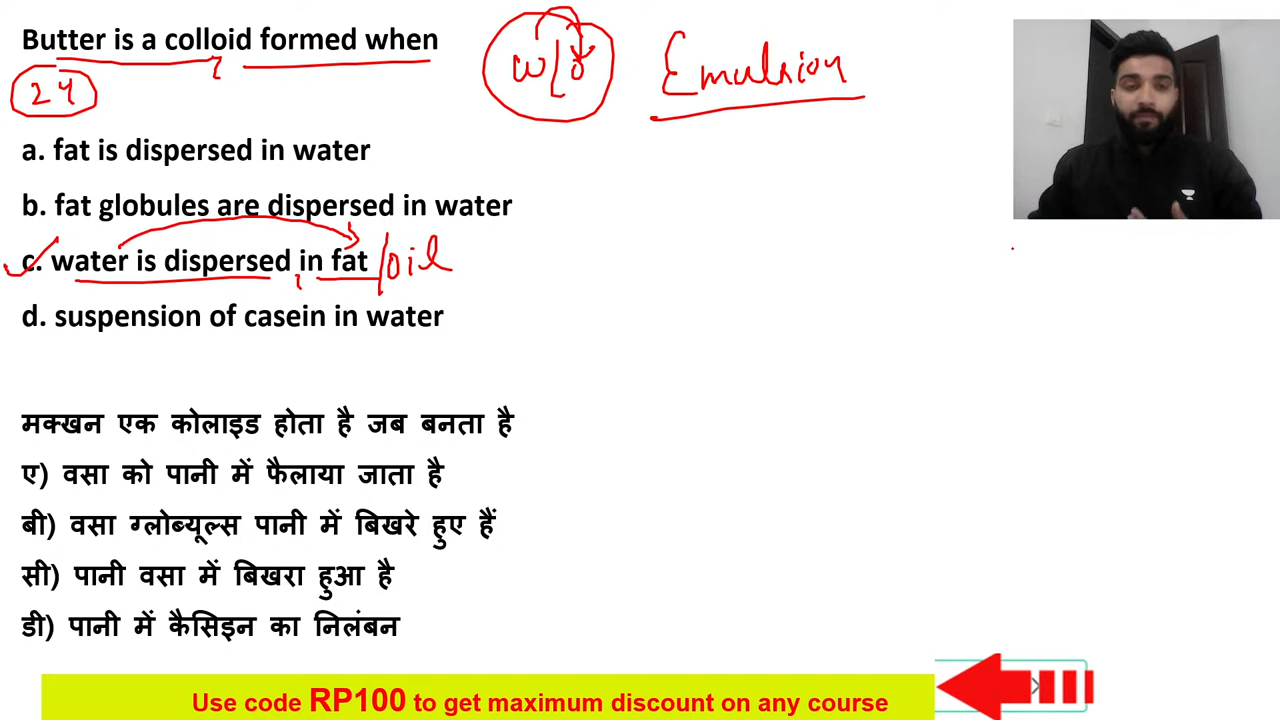 Butter is a colloid formed when
w/o
Emulsion
24
a. fat is dispersed in water
b. fat globules are dispersed in water
c. water is dispersed in fat /oil
d. suspension of casein in water
मक्खन एक कोलाइड होता है जब बनता है
ए) वसा को पानी में फैलाया जाता है
बी) वसा ग्लोब्यूल्स पानी में बिखरे हुए हैं
सी) पानी वसा में बिखरा हुआ है
डी) पानी में कैसिइन का निलंबन
Use code RP100 to get maximum discount on any course